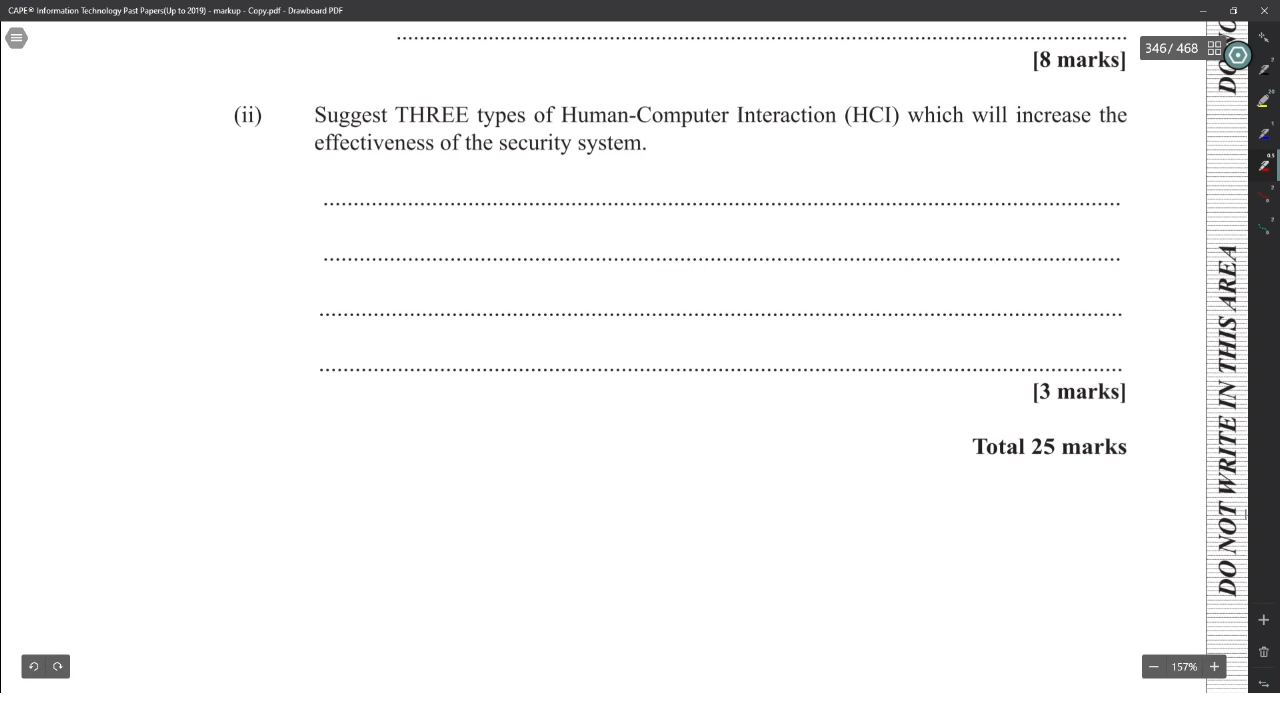 CAPE® Information Technology Past Papers(Up to 2019) - markup - Copy.pdf - Drawboard PDF
346 / 468
[8 marks]
(ii) Suggest THREE types of Human-Computer Interaction (HCI) which will increase the
effectiveness of the security system.
[3 marks]
Total 25 marks
DO NOT WRITE IN THIS AREA
157%